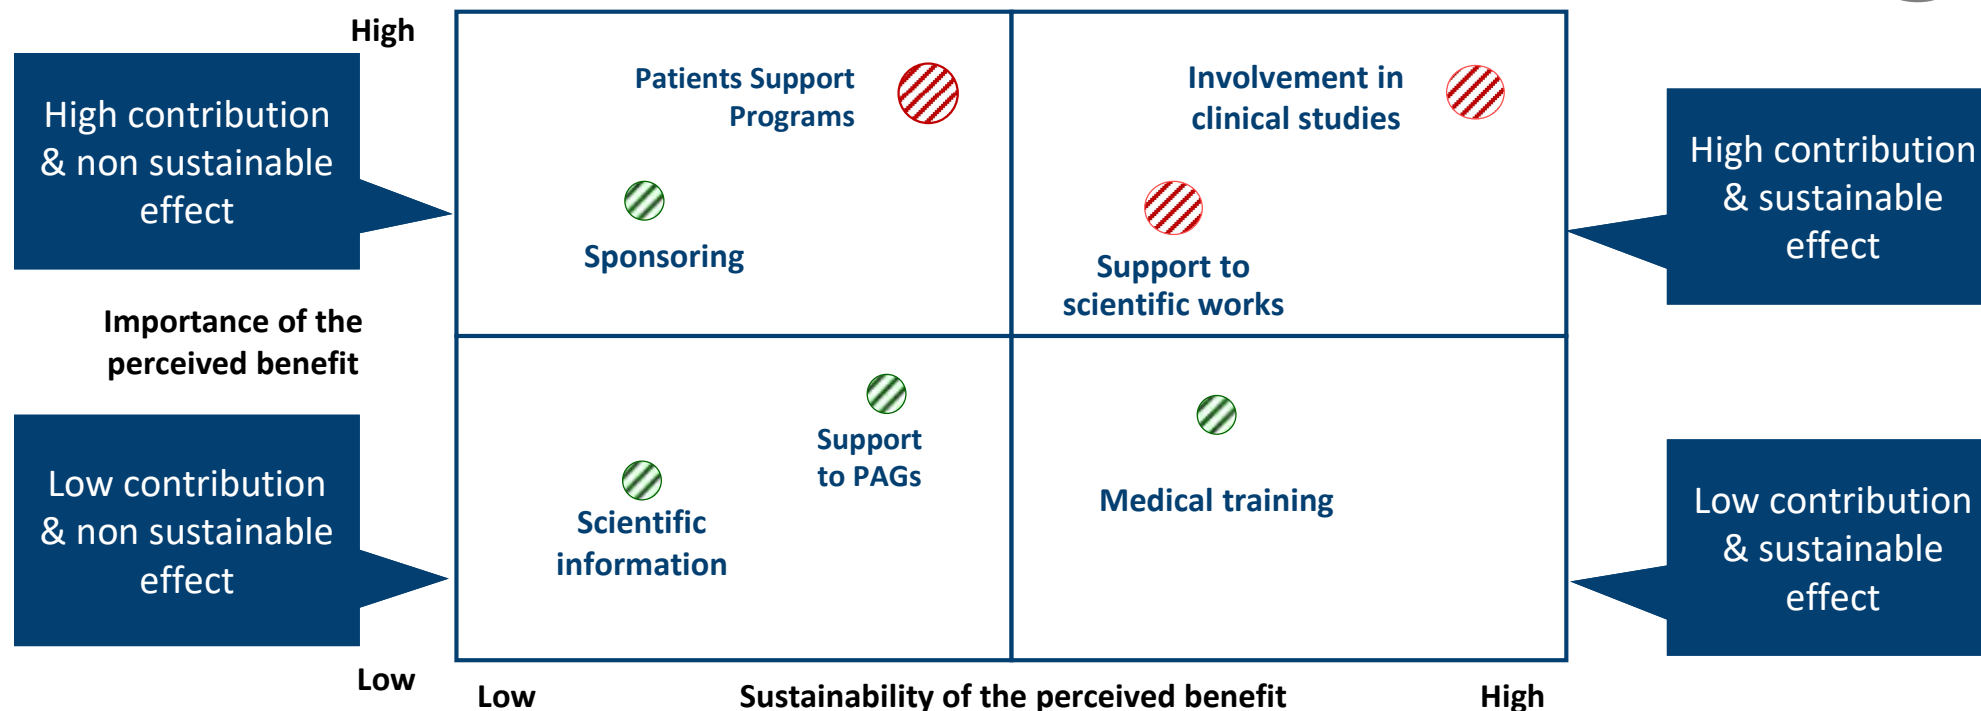 High
High contribution
& non sustainable
effect
Patients Support
Programs
Involvement in
clinical studies
High contribution
& sustainable
effect
Sponsoring
Support to
scientific works
Importance of the
perceived benefit
Low contribution
& non sustainable
effect
Support
to PAGs
Scientific
information
Medical training
Low contribution
& sustainable
effect
Low
Low
Sustainability of the perceived benefit
High